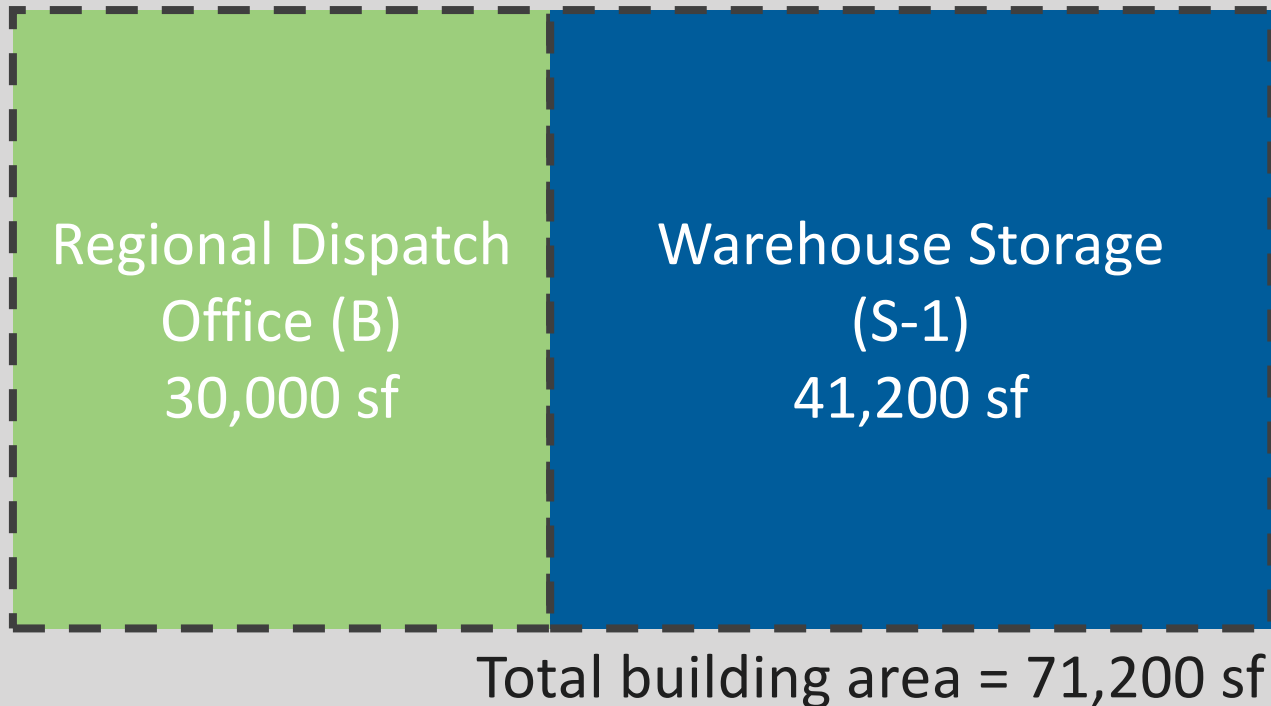 Regional Dispatch
Office (B)
30,000 sf
Warehouse Storage
(S-1)
41,200 sf
Total building area = 71,200 sf